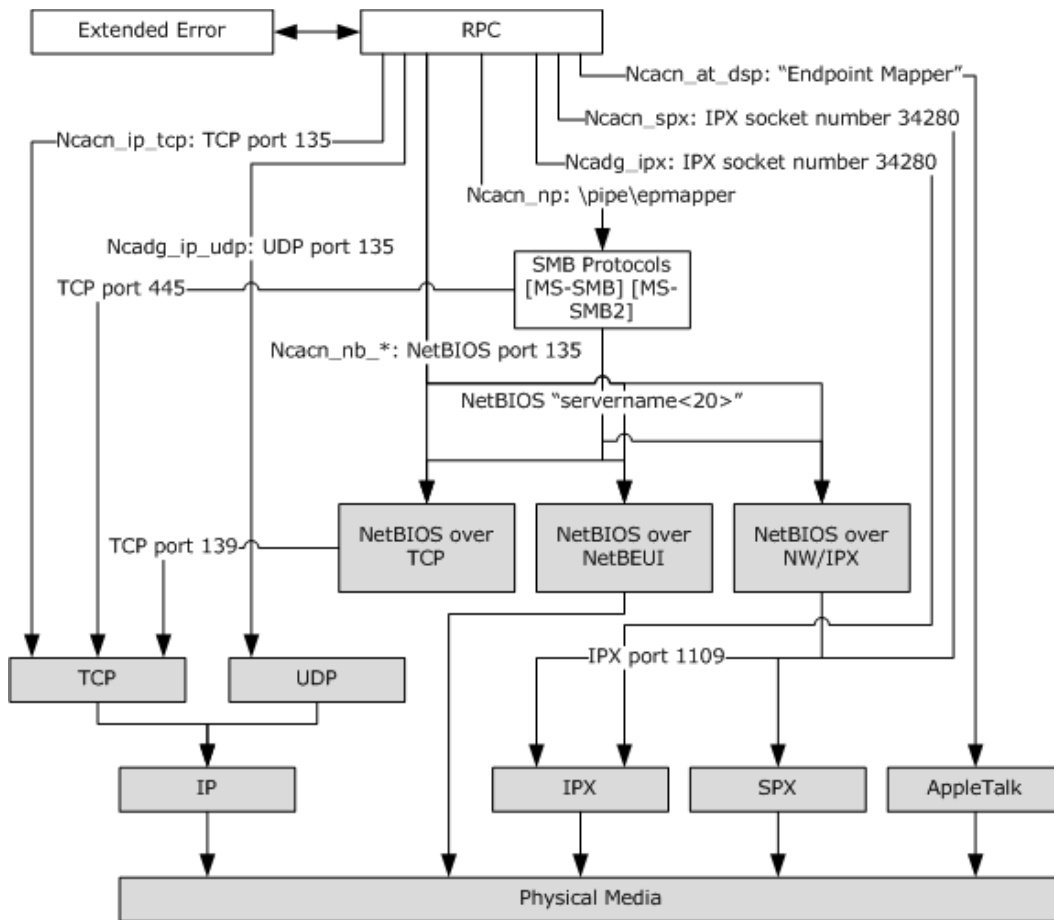 Extended Error
RPC
Ncacn_at_dsp: “Endpoint Mapper”
Ncacn_spx: IPX socket number 34280
Ncacn_ip_tcp: TCP port 135
Ncadg_ipx: IPX socket number 34280
Ncacn_np: \pipe\epmapper
Ncadg_ip_udp: UDP port 135
SMB Protocols
[MS-SMB] [MS-
SMB2]
TCP port 445
Ncacn_nb_*: NetBIOS port 135
NetBIOS “servername<20>”
NetBIOS over
TCP
NetBIOS over
NetBEUI
NetBIOS over
NW/IPX
TCP port 139
IPX port 1109
TCP
UDP
IP
IPX
SPX
AppleTalk
Physical Media